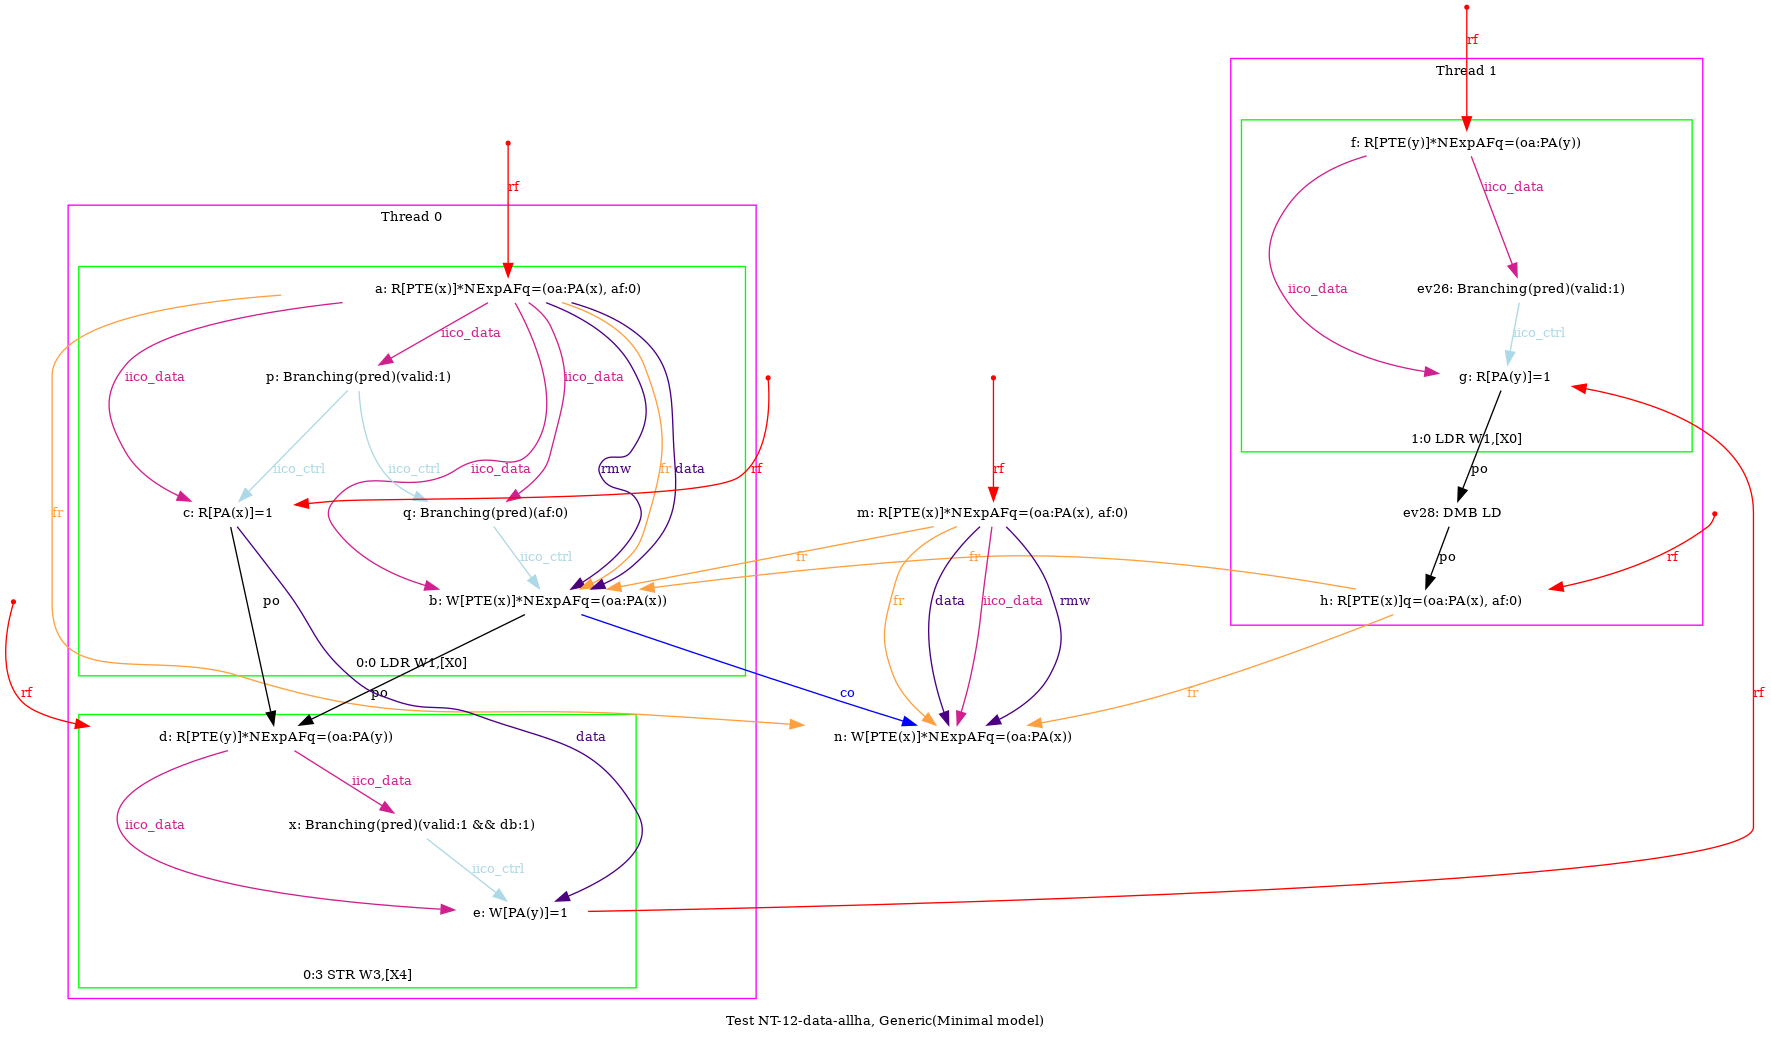 rf
Thread 1
f: R[PTE(y)]*NExpAFq=(oa:PA(y))
rf
iico_data
Thread 0
a: R[PTE(x)]*NExpAFq=(oa:PA(x), af:0)
iico_data
ev26: Branching(pred)(valid:1)
iico_data
iico_ctrl
iico_data
p: Branching(pred)(valid:1)
iico_data
g: R[PA(y)]=1
1:0 LDR W1,[X0]
iico_ctrl
iico_ctrl
iico_data
rmw
fr
data
rf
rf
po
fr
c: R[PA(x)]=1
q: Branching(pred)(af:0)
m: R[PTE(x)]*NExpAFq=(oa:PA(x), af:0)
ev28: DMB LD
iico_ctrl
fr
fr
po
rf
po
b: W[PTE(x)]*NExpAFq=(oa:PA(x))
fr
data
iico_data
rmw
h: R[PTE(x)]q=(oa:PA(x), af:0)
0:0 LDR W1,[X0]
rf
po
co
fr
rf
d: R[PTE(y)]*NExpAFq=(oa:PA(y))
data
n: W[PTE(x)]*NExpAFq=(oa:PA(x))
iico_data
iico_data
x: Branching(pred)(valid:1 && db:1)
iico_ctrl
e: W[PA(y)]=1
0:3 STR W3,[X4]
Test NT-12-data-allha, Generic(Minimal model)